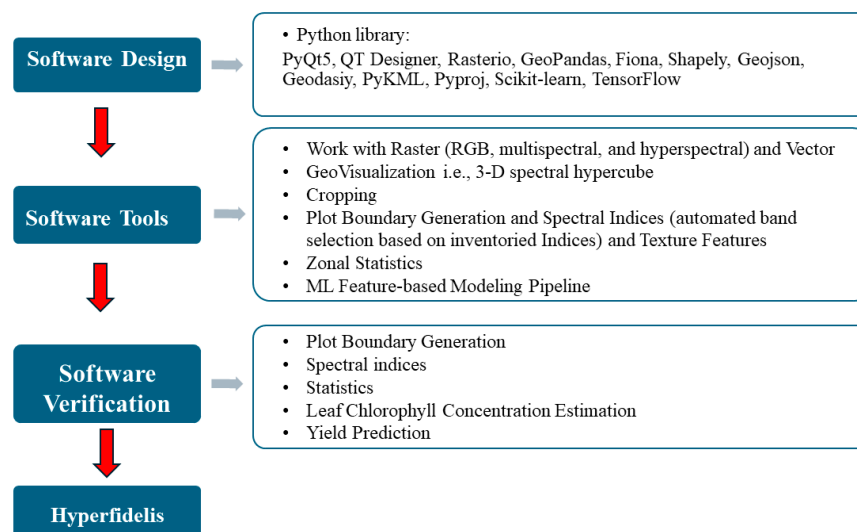 Software Design
• Python library:
PyQt5, QT Designer, Rasterio, GeoPandas, Fiona, Shapely, Geojson,
Geodasiy, PyKML, Pyproj, Scikit-learn, TensorFlow
Software Tools
• Work with Raster (RGB, multispectral, and hyperspectral) and Vector
• GeoVisualization i.e., 3-D spectral hypercube
• Cropping
• Plot Boundary Generation and Spectral Indices (automated band
selection based on inventoried Indices) and Texture Features
• Zonal Statistics
• ML Feature-based Modeling Pipeline
Software
Verification
• Plot Boundary Generation
• Spectral indices
• Statistics
• Leaf Chlorophyll Concentration Estimation
• Yield Prediction
Hyperfidelis